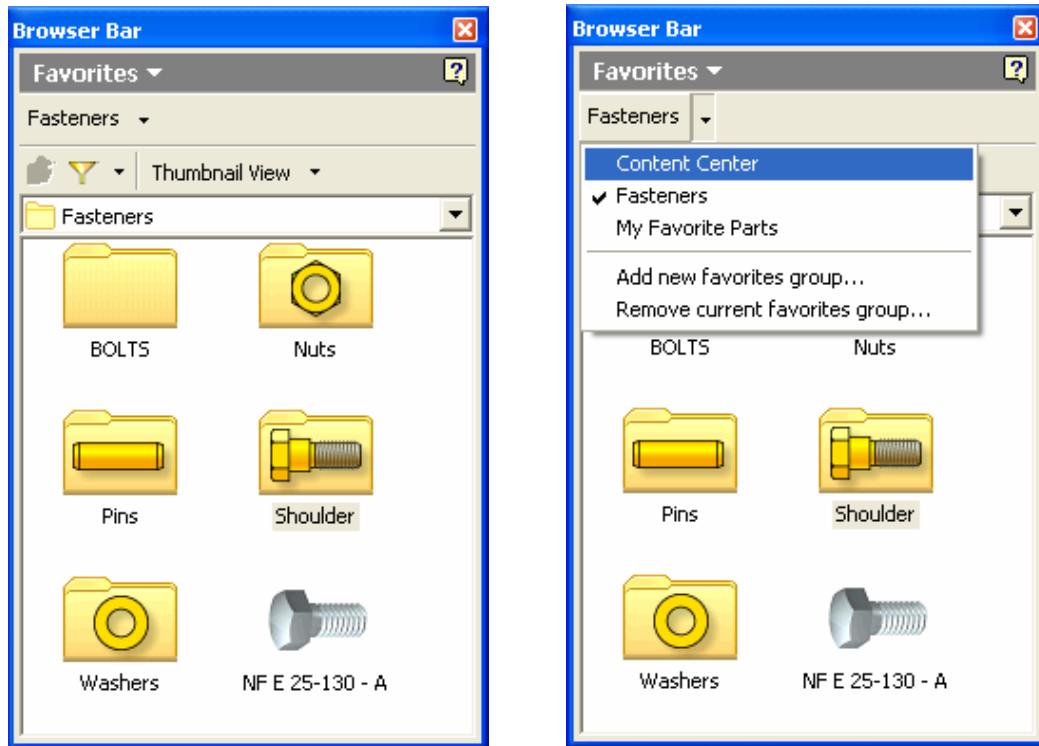 Browser Bar
Favorites
Fasteners
Thumbnail View
Fasteners
BOLTS
Nuts
Pins
Shoulder
Washers
NF E 25-130 - A
Browser Bar
Favorites
Fasteners
Content Center
Fasteners
My Favorite Parts
Add new favorites group...
Remove current favorites group...
BOLTS
Nuts
Pins
Shoulder
Washers
NF E 25-130 - A